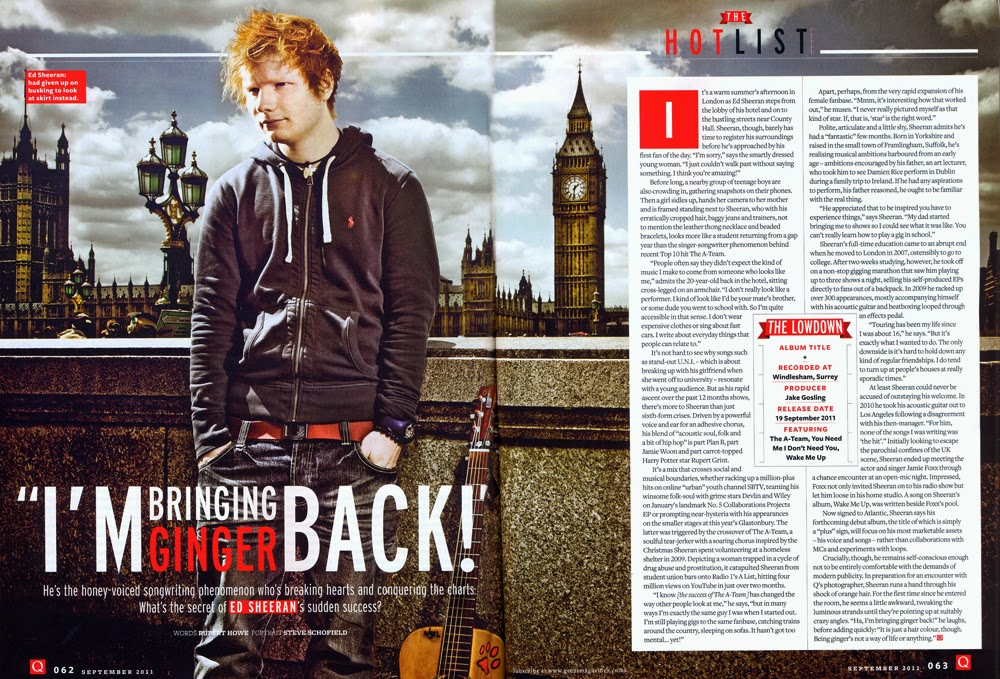 Ed Sheeran:
had given up on
busking to look
at skirt instead.
"I'M BRINGING GINGER BACK!"
He's the honey-voiced songwriting phenomenon who's breaking hearts and conquering the charts.
What's the secret of ED SHEERAN's sudden success?
WORDS RUPERT HOWE PORTRAIT STEVE SCHOFIELD
Q 062 SEPTEMBER 2011
THE
HOTLIST
It's a warm summer's afternoon in
London as Ed Sheeran steps from
the lobby of his hotel and on to
the bustling streets near County
Hall. Sheeran, though, barely has
time to register his surroundings
before he's approached by his
first fan of the day. "I'm sorry," says the smartly dressed
young woman. "I just couldn't walk past without saying
something. I think you're amazing!"
Before long, a nearby group of teenage boys are
also crowding in, gathering snapshots on their phones.
Then a girl sidles up, hands her camera to her mother
and is framed standing next to Sheeran, who with his
erratically cropped hair, baggy jeans and trainers, not
to mention the leather thong necklace and beaded
bracelets, looks more like a student returning from a gap
year than the singer-songwriter phenomenon behind
recent Top 10 hit The A-Team.
"People often say they didn't expect the kind of
music I make to come from someone who looks like
me," admits the 20-year-old back in the hotel, sitting
cross-legged on an armchair. "I don't really look like a
performer. I kind of look like I'd be your mate's brother,
or some dude you went to school with. So I'm quite
accessible in that sense. I don't wear
expensive clothes or sing about fast
cars. I write about everyday things that
people can relate to."
It's not hard to see why songs such
as stand-out U.N.I. – which is about
breaking up with his girlfriend when
she went off to university – resonate
with a young audience. But as his rapid
ascent over the past 12 months shows,
there's more to Sheeran than just
sixth-form crises. Driven by a powerful
voice and ear for an adhesive chorus,
his blend of "acoustic soul, folk and
a bit of hip hop" is part Plan B, part
Jamie Woon and part carrot-topped
Harry Potter star Rupert Grint.
It's a mix that crosses social and
musical boundaries, whether racking up a million-plus
hits on online "urban" youth channel SBTV, teaming his
winsome folk-soul with grime stars Devlin and Wiley
on January's landmark No. 5 Collaborations Projects
EP or prompting near-hysteria with his appearances
on the smaller stages at this year's Glastonbury. The
latter was triggered by the crossover of The A-Team, a
soulful tear-jerker with a soaring chorus inspired by the
Christmas Sheeran spent volunteering at a homeless
shelter in 2009. Depicting a woman trapped in a cycle of
drug abuse and prostitution, it catapulted Sheeran from
student union bars onto Radio 1's A List, hitting four
million views on YouTube in just over two months.
"I know [the success of The A-Team] has changed the
way other people look at me," he says, "but in many
ways I'm exactly the same guy I was when I started out.
I'm still playing gigs to the same fanbase, catching trains
around the country, sleeping on sofas. It hasn't got too
mental... yet!"
Apart, perhaps, from the very rapid expansion of his
female fanbase. "Mmm, it's interesting how that worked
out," he muses. "I never really pictured myself as that
kind of star. If, that is, 'star' is the right word."
Polite, articulate and a little shy, Sheeran admits he's
had a "fantastic" few months. Born in Yorkshire and
raised in the small town of Framlingham, Suffolk, he's
realising musical ambitions harboured from an early
age – ambitions encouraged by his father, an art lecturer,
who took him to see Damien Rice perform in Dublin
during a family trip to Ireland. If he had any aspirations
to perform, his father reasoned, he ought to be familiar
with the real thing.
"He appreciated that to be inspired you have to
experience things," says Sheeran. "My dad started
bringing me to shows so I could see what it was like. You
can't really learn how to play a gig in school."
Sheeran's full-time education came to an abrupt end
when he moved to London in 2007, ostensibly to go to
college. After two weeks studying, however, he took off
on a non-stop gigging marathon that saw him playing
up to three shows a night, selling his self-produced EPs
directly to fans out of a backpack. In 2009 he racked up
over 300 appearances, mostly accompanying himself
with his acoustic guitar and beatboxing looped through
an effects pedal.
"Touring has been my life since
I was about 16," he says. "But it's
exactly what I wanted to do. The only
downside is it's hard to hold down any
kind of regular friendships. I do tend
to turn up at people's houses at really
sporadic times."
At least Sheeran could never be
accused of outstaying his welcome. In
2010 he took his acoustic guitar out to
Los Angeles following a disagreement
with his then-manager. "For him,
none of the songs I was writing was
'the hit'." Initially looking to escape
the parochial confines of the UK
scene, Sheeran ended up meeting the
actor and singer Jamie Foxx through
a chance encounter at an open-mic night. Impressed,
Foxx not only invited Sheeran on to his radio show but
let him loose in his home studio. A song on Sheeran's
album, Wake Me Up, was written beside Foxx's pool.
Now signed to Atlantic, Sheeran says his
forthcoming debut album, the title of which is simply
a "plus" sign, will focus on his most marketable assets
– his voice and songs – rather than collaborations with
MCs and experiments with loops.
Crucially, though, he remains self-conscious enough
not to be entirely comfortable with the demands of
modern publicity. In preparation for an encounter with
Q's photographer, Sheeran runs a hand through his
shock of orange hair. For the first time since he entered
the room, he seems a little awkward, tweaking the
luminous strands until they're pointing up at suitably
crazy angles. "Ha, I'm bringing ginger back!" he laughs,
before adding quickly: "It is just a hair colour, though.
Being ginger's not a way of life or anything." Q
THE LOWDOWN
ALBUM TITLE
+
RECORDED AT
Windlesham, Surrey
PRODUCER
Jake Gosling
RELEASE DATE
19 September 2011
FEATURING
The A-Team, You Need
Me I Don't Need You,
Wake Me Up
Subscribe at www.greatmagazines.co.uk
SEPTEMBER 2011 063 Q